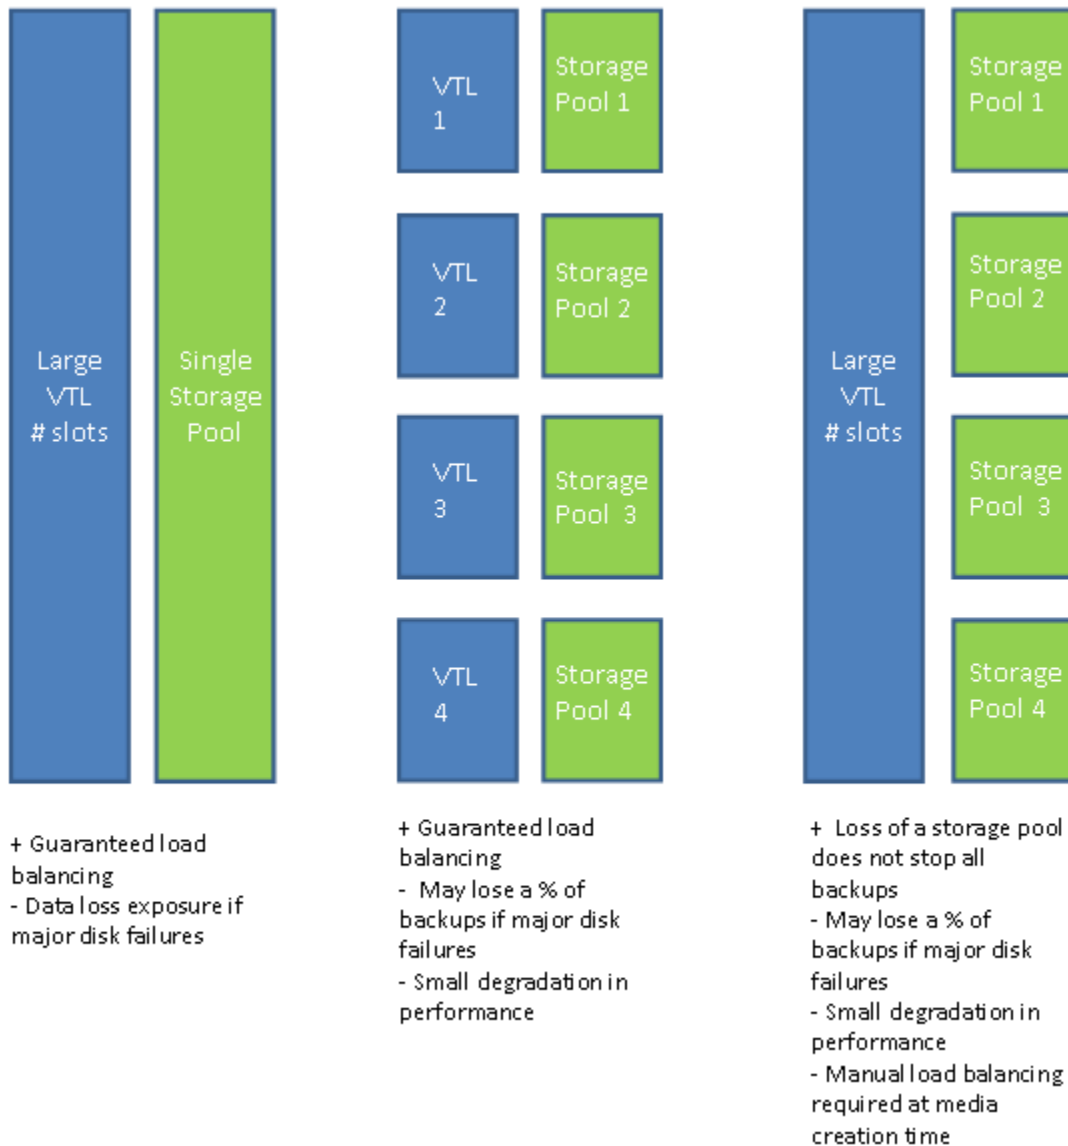 Large
VTL
# slots
Single
Storage
Pool
VTL
1
Storage
Pool 1
VTL
2
Storage
Pool 2
VTL
3
Storage
Pool 3
VTL
4
Storage
Pool 4
Large
VTL
# slots
Storage
Pool 1
Storage
Pool 2
Storage
Pool 3
Storage
Pool 4
+ Guaranteed load
balancing
- Data loss exposure if
major disk failures
+ Guaranteed load
balancing
- May lose a % of
backups if major disk
failures
- Small degradation in
performance
+ Loss of a storage pool
does not stop all
backups
- May lose a % of
backups if major disk
failures
- Small degradation in
performance
- Manual load balancing
required at media
creation time